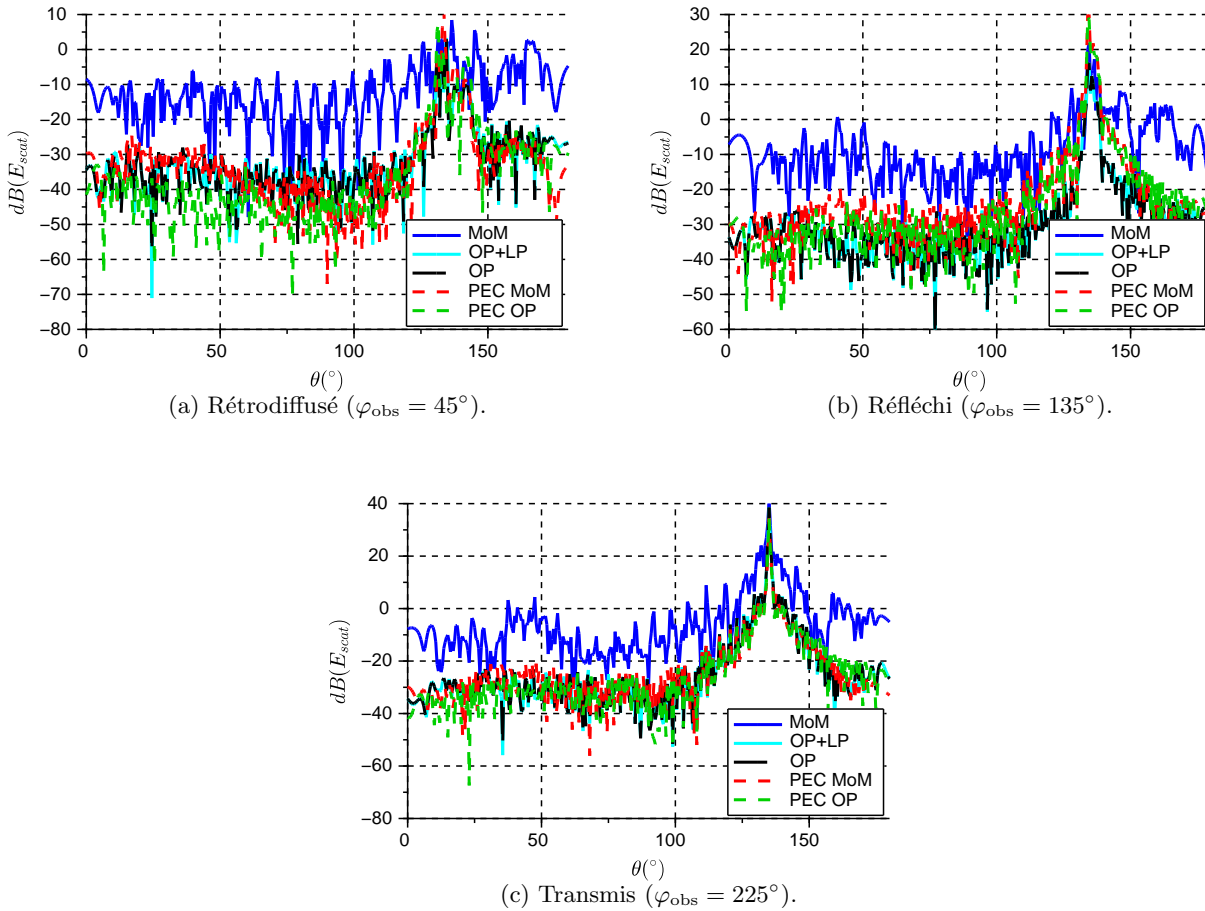 10
0
−10
−20
−30
−40
−50
−60
−70
−80
dB(E_scat)
0
50
100
150
θ(°)
MoM
OP+LP
OP
PEC MoM
PEC OP
(a) Rétrodiffusé (φ_obs = 45°).
30
20
10
0
−10
−20
−30
−40
−50
−60
dB(E_scat)
0
50
100
150
θ(°)
MoM
OP+LP
OP
PEC MoM
PEC OP
(b) Réfléchi (φ_obs = 135°).
40
20
0
−20
−40
−60
−80
dB(E_scat)
0
50
100
150
θ(°)
MoM
OP+LP
OP
PEC MoM
PEC OP
(c) Transmis (φ_obs = 225°).